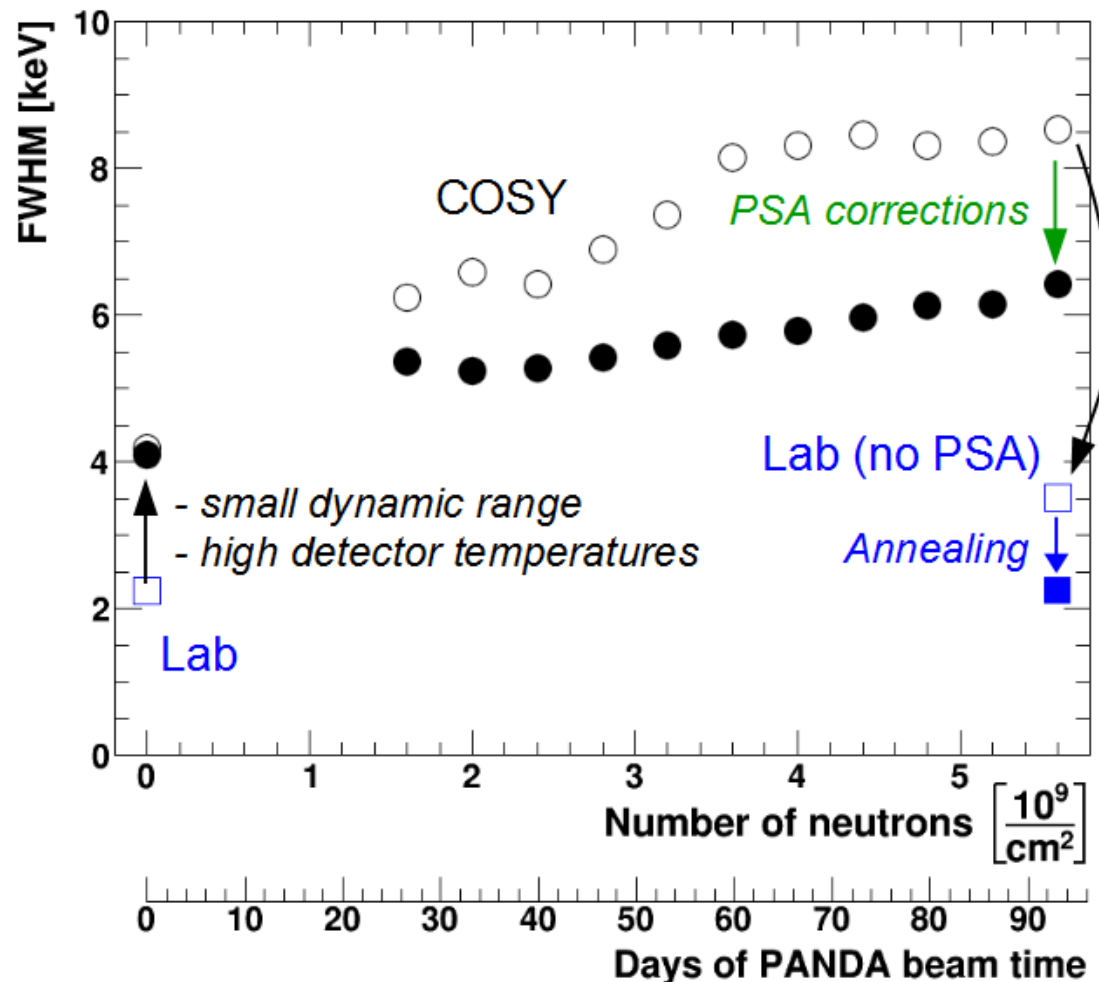 FWHM [keV]
10
8
6
4
2
0
COSY
PSA corrections
Lab (no PSA)
- small dynamic range
- high detector temperatures
Annealing
Lab
0 1 2 3 4 5
Number of neutrons [10⁹/cm²]
0 10 20 30 40 50 60 70 80 90
Days of PANDA beam time